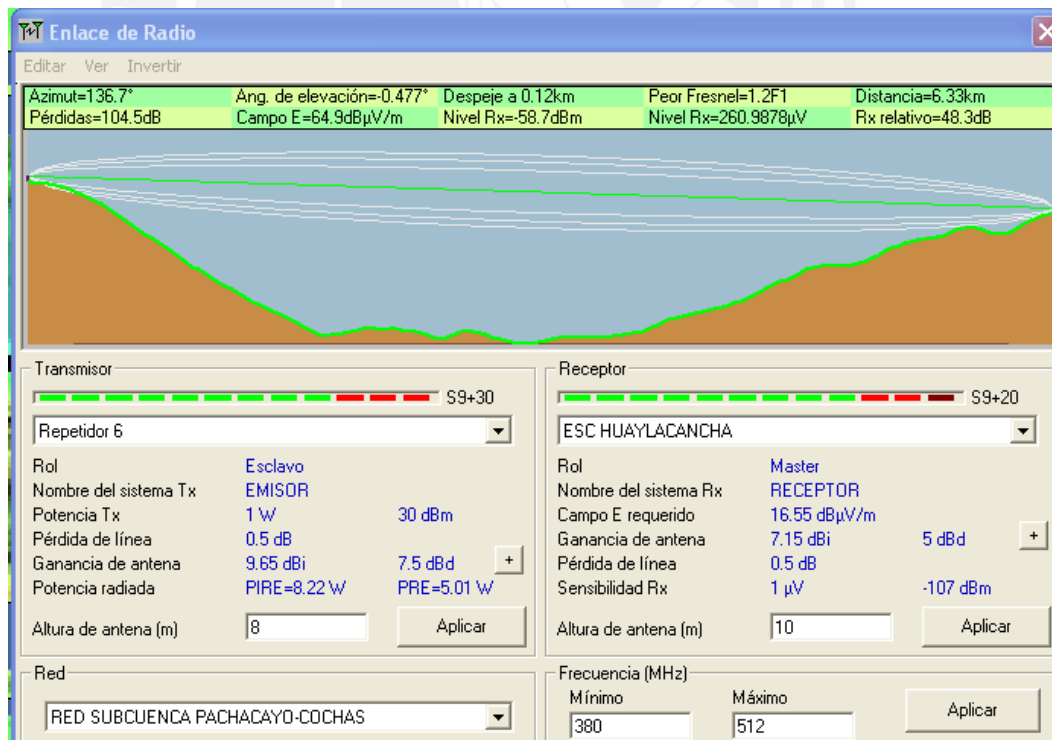 Enlace de Radio
Editar Ver Invertir
Azimut=136.7° Ang. de elevación=-0.477° Despeje a 0.12km Peor Fresnel=1.2F1 Distancia=6.33km
Pérdidas=104.5dB Campo E=64.9dBµV/m Nivel Rx=-58.7dBm Nivel Rx=260.9878µV Rx relativo=48.3dB
Transmisor
S9+30
Repetidor 6
Rol Esclavo
Nombre del sistema Tx EMISOR
Potencia Tx 1 W 30 dBm
Pérdida de línea 0.5 dB
Ganancia de antena 9.65 dBi 7.5 dBd +
Potencia radiada PIRE=8.22 W PRE=5.01 W
Altura de antena (m) 8 Aplicar
Receptor
S9+20
ESC HUAYLACANCHA
Rol Master
Nombre del sistema Rx RECEPTOR
Campo E requerido 16.55 dBµV/m
Ganancia de antena 7.15 dBi 5 dBd +
Pérdida de línea 0.5 dB
Sensibilidad Rx 1 µV -107 dBm
Altura de antena (m) 10 Aplicar
Red
RED SUBCUENCA PACHACAYO-COCHAS
Frecuencia (MHz)
Mínimo Máximo
380 512 Aplicar